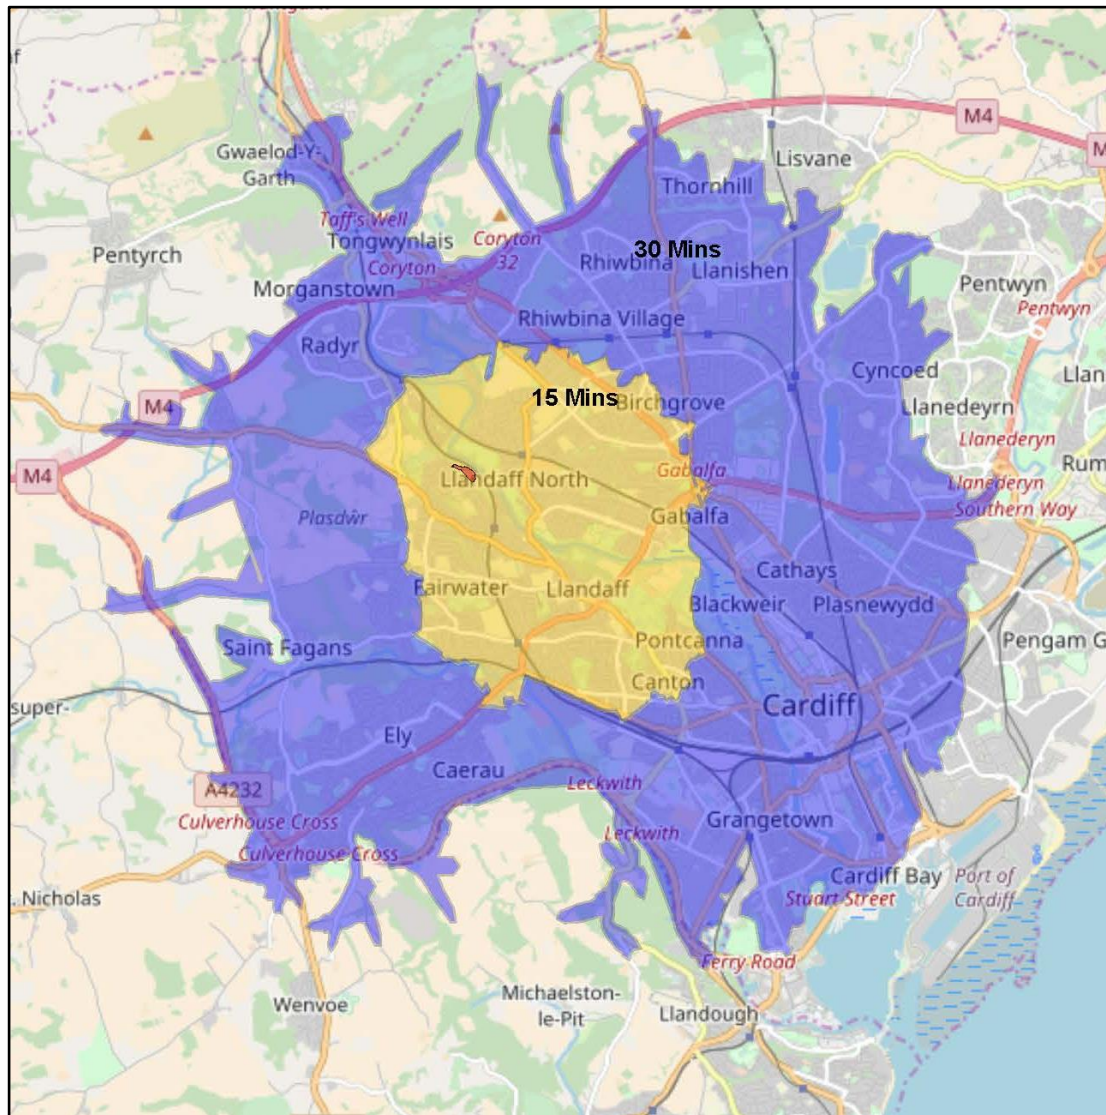 M4
M
Lisvane
Gwaelod-Y-
Garth
Thornhill
Taff's Well
Tongwynlais
Coryton
32
30 Mins
Rhiwbina
Llanishen
Pentyrch
Coryton
Morganstown
Pentwyn
Pentwyn
Rhiwbina Village
Radyr
Cyncoed
Llan
15 Mins
Birchgrove
Llanedeyrn
M4
Llanederyn
M4
Llandaff North
Gabalfa
Rum
Llanederyn
Southern Way
Plasdŵr
Gabalfa
Cathays
Fairwater
Llandaff
Blackweir
Plasnewydd
Saint Fagans
Pontcanna
Pengam G
Canton
super-
Cardiff
Ely
Caerau
Leckwith
A4232
Culverhouse Cross
Leckwith
Grangetown
Culverhouse Cross
Cardiff Bay
Port of
Cardiff
. Nicholas
Stuart Street
Ferry Road
Wenvoe
Michaelston-
le-Pit
Llandough